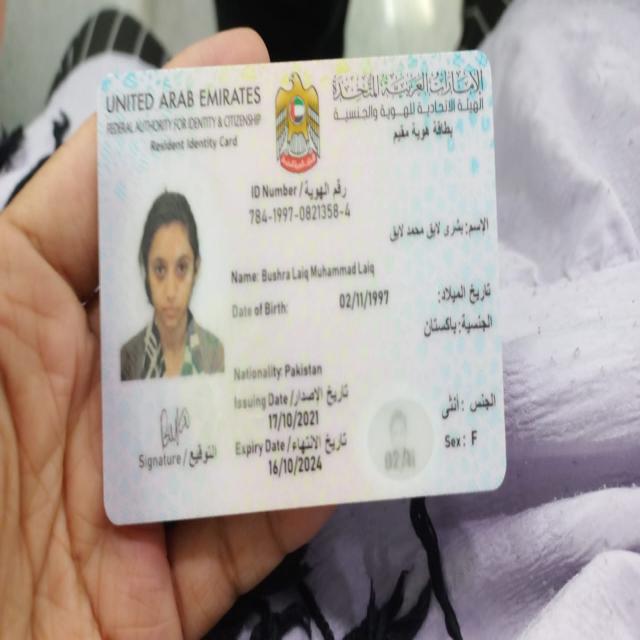 UNITED ARAB EMIRATES
FEDERAL AUTHORITY FOR IDENTITY & CITIZENSHIP
Resident Identity Card
الإمارات العربية المتحدة
الهيئة الاتحادية للهوية والجنسية
بطاقة هوية مقيم
ID Number / رقم الهوية
784-1997-0821358-4
الاسم: بشرى لايق محمد لايق
Name: Bushra Laiq Muhammad Laiq
Date of Birth: 02/11/1997 تاريخ الميلاد:
الجنسية: باكستان
Nationality Pakistan
Issuing Date / تاريخ الإصدار
17/10/2021
Expiry Date / تاريخ الانتهاء
16/10/2024
الجنس: أنثى
Sex: F
Signature / التوقيع